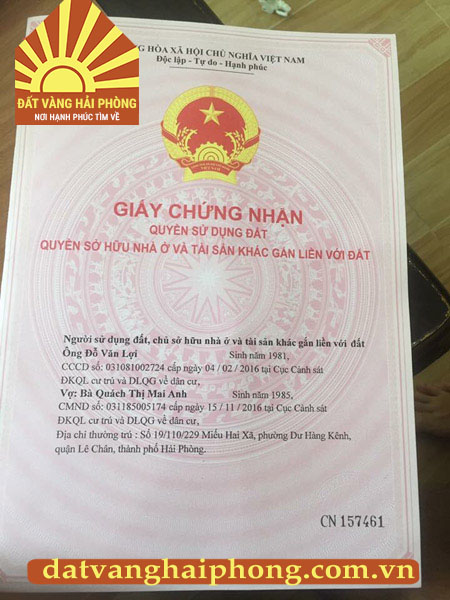 ĐẤT VÀNG HẢI PHÒNG
NƠI HẠNH PHÚC TÌM VỀ
HÒA XÃ HỘI CHỦ NGHĨA VIỆT NAM
Độc lập - Tự do - Hạnh phúc
VIỆT NAM
GIẤY CHỨNG NHẬN
QUYỀN SỬ DỤNG ĐẤT
QUYỀN SỞ HỮU NHÀ Ở VÀ TÀI SẢN KHÁC GẮN LIỀN VỚI ĐẤT
Người sử dụng đất, chủ sở hữu nhà ở và tài sản khác gắn liền với đất
Ông Đỗ Văn Lợi Sinh năm 1981,
CCCD số: 031081002724 cấp ngày 04 / 02 / 2016 tại Cục Cảnh sát
ĐKQL cư trú và DLQG về dân cư,
Vợ: Bà Quách Thị Mai Anh Sinh năm 1985,
CMND số: 031185005174 cấp ngày 15 / 11 / 2016 tại Cục Cảnh sát
ĐKQL cư trú và DLQG về dân cư,
Địa chỉ thường trú : Số 19/110/229 Miếu Hai Xã, phường Dư Hàng Kênh,
quận Lê Chân, thành phố Hải Phòng.
CN 157461
datvanghaiphong.com.vn